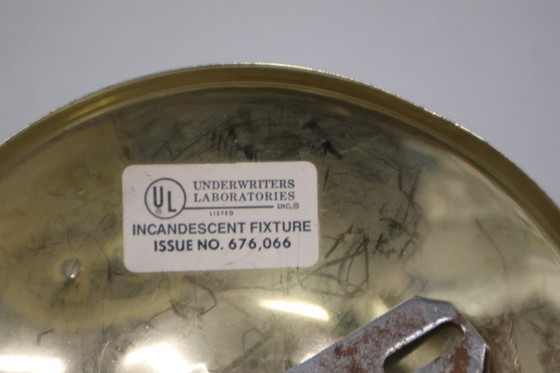 UL® UNDERWRITERS
LABORATORIES
INC.®
LISTED
INCANDESCENT FIXTURE
ISSUE NO. 676,066